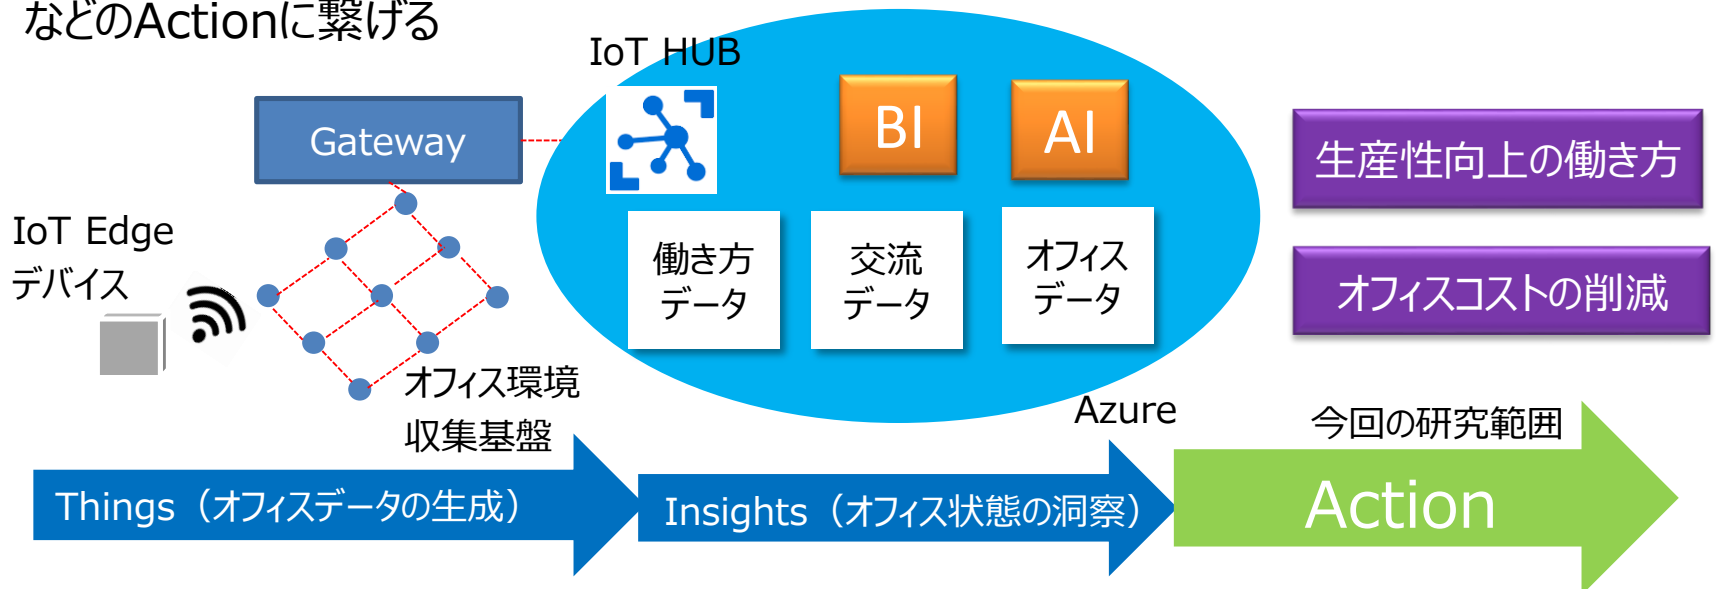 などのActionに繋げる
IoT HUB
Gateway
BI
AI
生産性向上の働き方
IoT Edge
デバイス
働き方
データ
交流
データ
オフィス
データ
オフィスコストの削減
オフィス環境
収集基盤
Azure
今回の研究範囲
Things（オフィスデータの生成）
Insights（オフィス状態の洞察）
Action